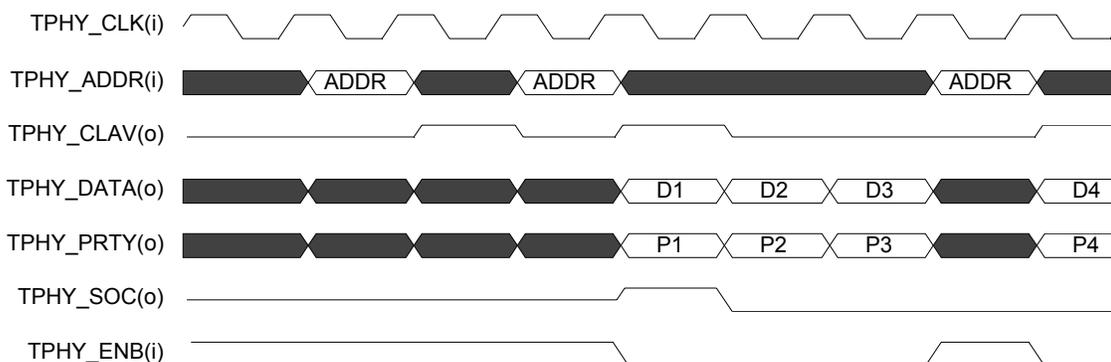 TPHY_CLK(i)
TPHY_ADDR(i) ADDR ADDR ADDR
TPHY_CLAV(o)
TPHY_DATA(o) D1 D2 D3 D4
TPHY_PRTY(o) P1 P2 P3 P4
TPHY_SOC(o)
TPHY_ENB(i)